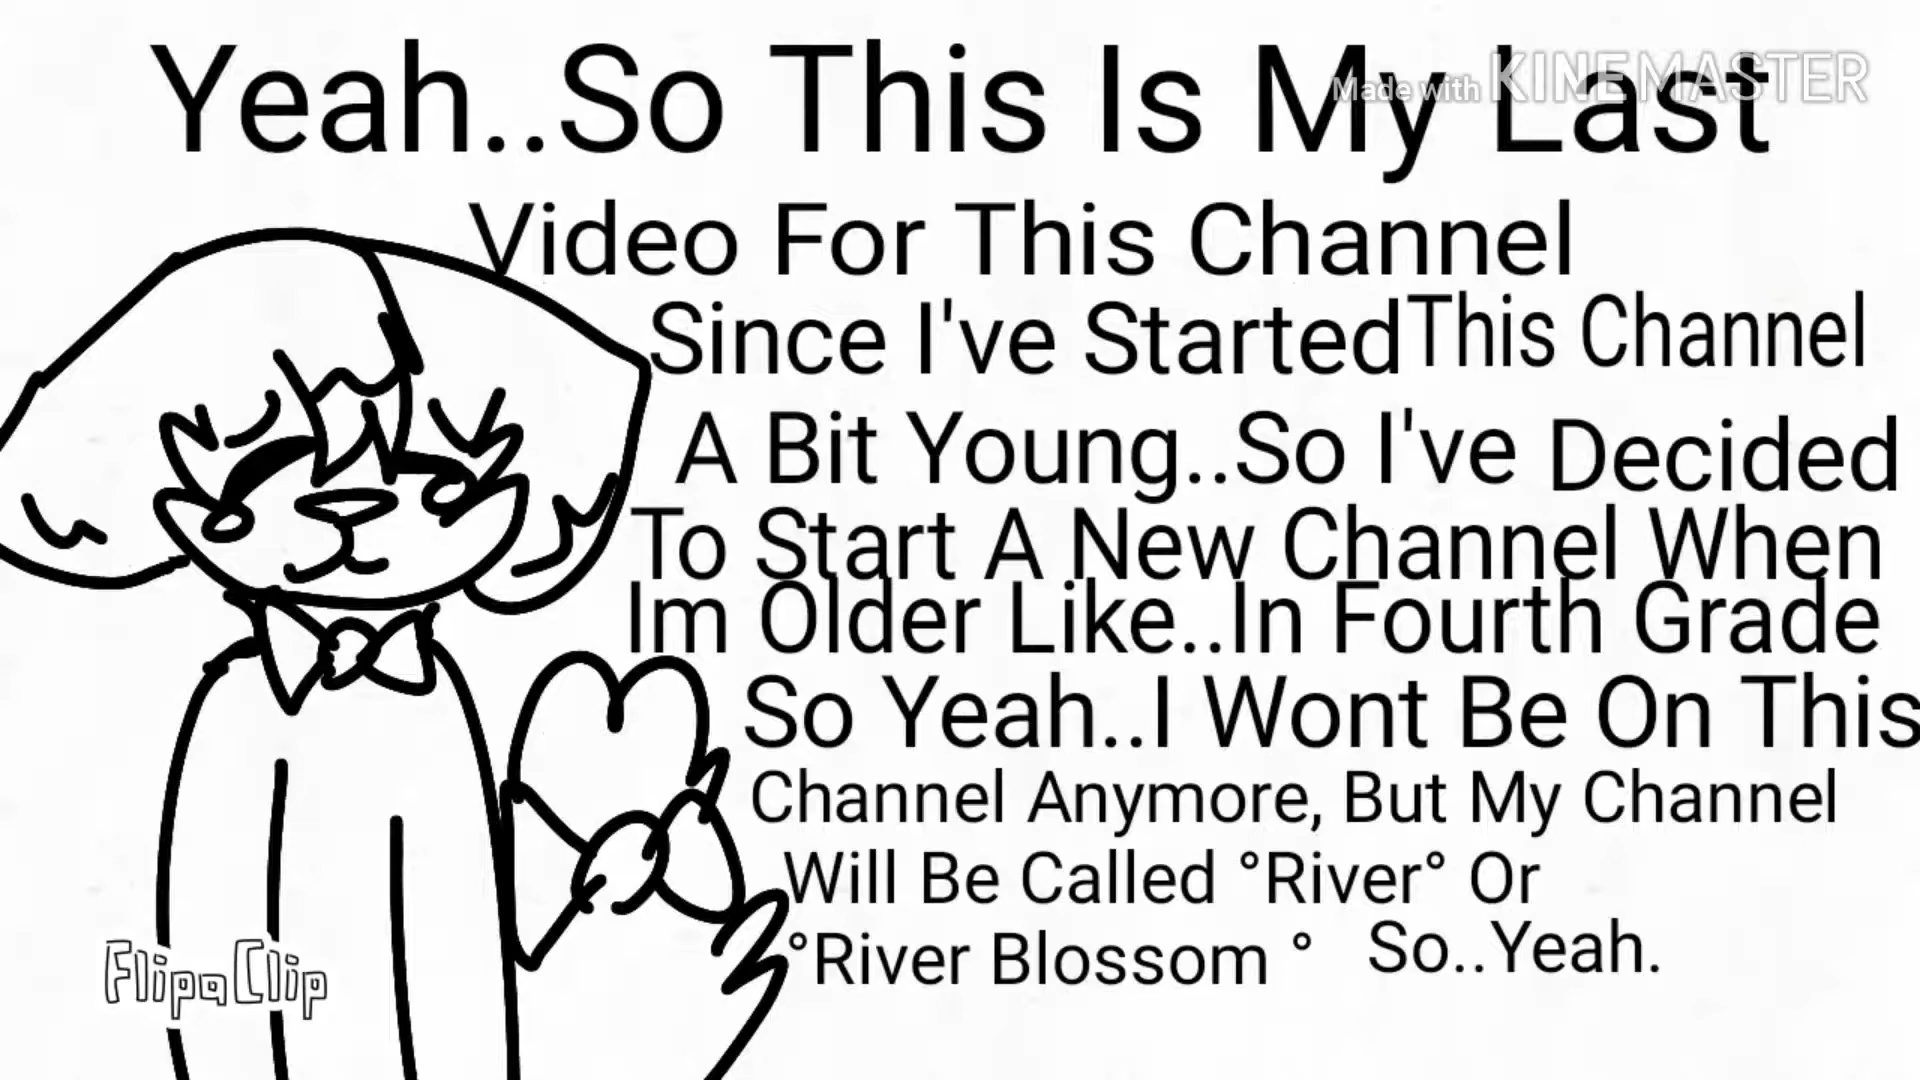 Yeah..So This Is My Last
Made with KINEMASTER
Video For This Channel
Since I've Started This Channel
A Bit Young..So I've Decided
To Start A New Channel When
Im Older Like..In Fourth Grade
So Yeah..I Wont Be On This
Channel Anymore, But My Channel
Will Be Called °River° Or
°River Blossom ° So..Yeah.
FlipaClip